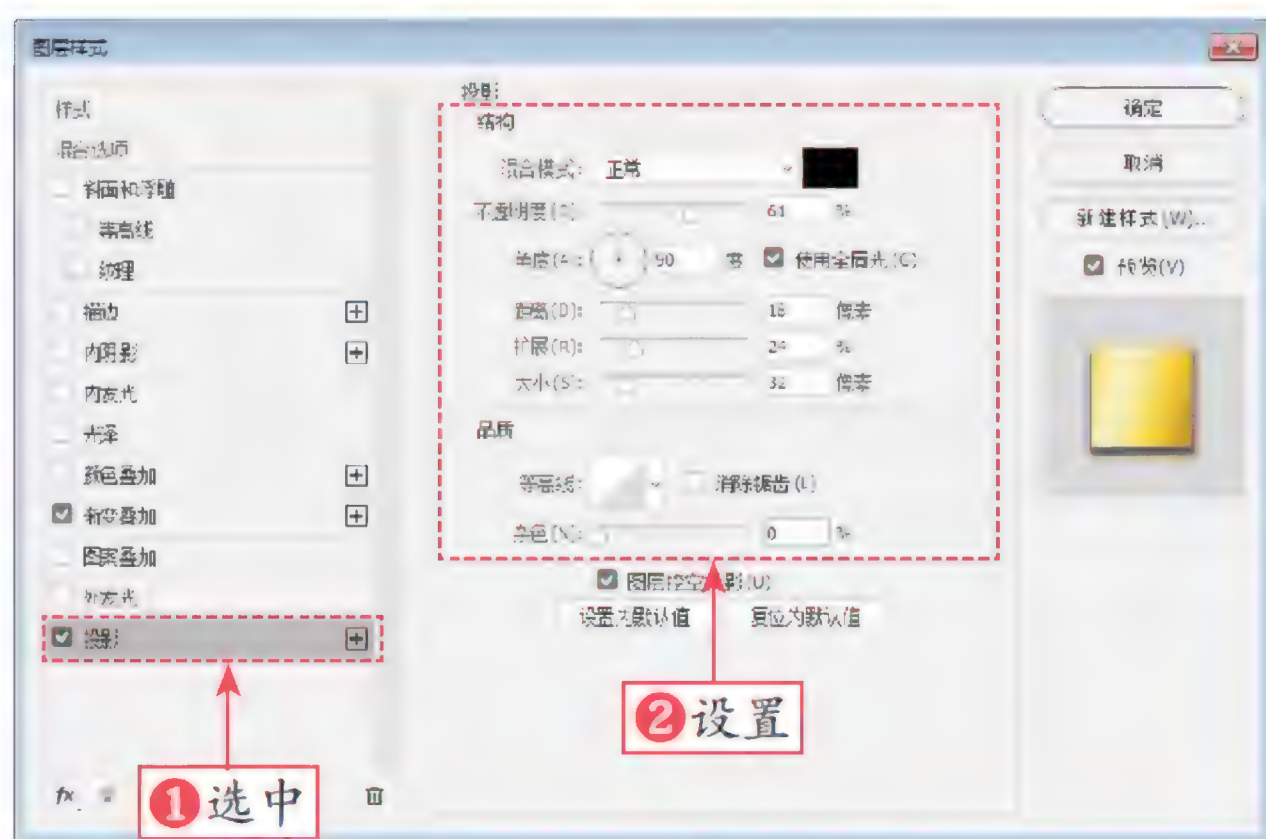 图层样式
样式
混合选项
斜面和浮雕
等高线
纹理
描边
内阴影
内发光
光泽
颜色叠加
渐变叠加
图案叠加
外发光
投影
fx
❶选中
投影
结构
混合模式: 正常
不透明度(O): 61 %
角度(A): 90 度 使用全局光(G)
距离(D): 18 像素
扩展(R): 24 %
大小(S): 32 像素
品质
等高线: 消除锯齿(L)
杂色(N): 0 %
图层挖空投影(U)
设置为默认值 复位为默认值
❷设置
确定
取消
新建样式(W)...
预览(V)